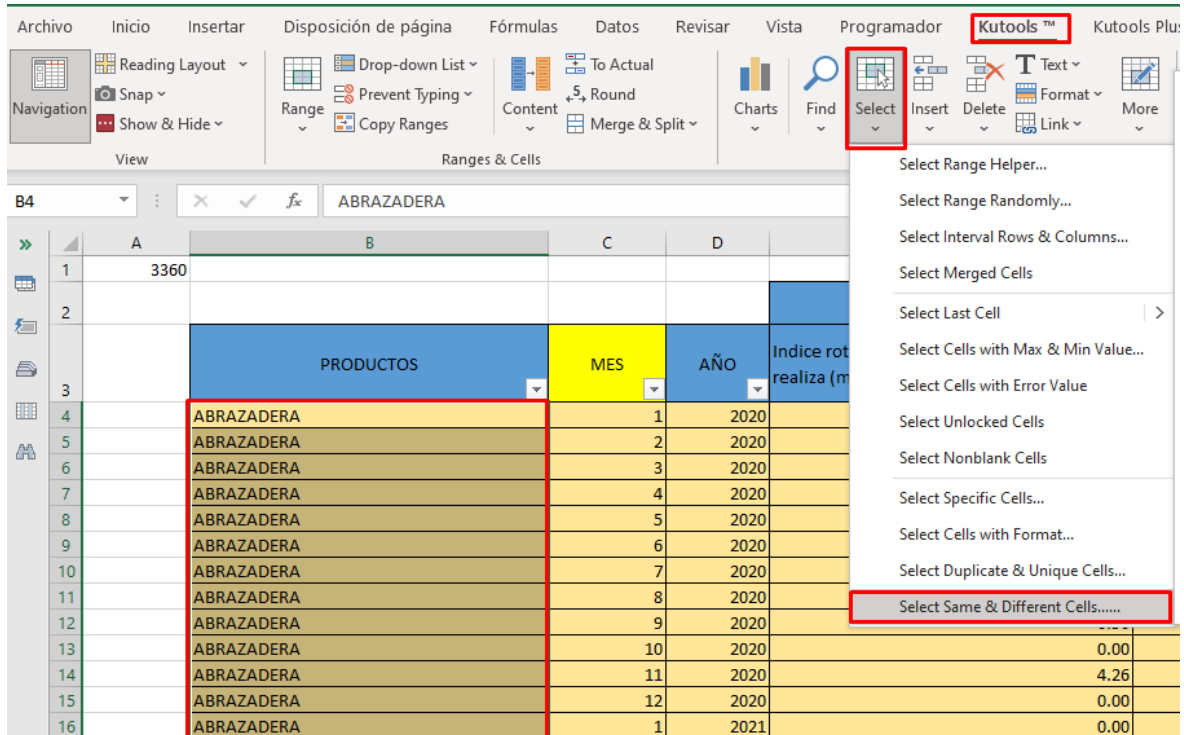 Archivo Inicio Insertar Disposición de página Fórmulas Datos Revisar Vista Programador Kutools ™ Kutools Plus
Navigation
Reading Layout
Snap
Show & Hide
View
Range
Drop-down List
Prevent Typing
Copy Ranges
Content
To Actual
Round
Merge & Split
Ranges & Cells
Charts
Find
Select
Insert
Delete
Text
Format
Link
More
B4 fx ABRAZADERA
Select Range Helper...
Select Range Randomly...
Select Interval Rows & Columns...
Select Merged Cells
Select Last Cell
Select Cells with Max & Min Value...
Select Cells with Error Value
Select Unlocked Cells
Select Nonblank Cells
Select Specific Cells...
Select Cells with Format...
Select Duplicate & Unique Cells...
Select Same & Different Cells......
A B C D
1 3360
2
3 PRODUCTOS MES AÑO Indice rot
realiza (m
4 ABRAZADERA 1 2020
5 ABRAZADERA 2 2020
6 ABRAZADERA 3 2020
7 ABRAZADERA 4 2020
8 ABRAZADERA 5 2020
9 ABRAZADERA 6 2020
10 ABRAZADERA 7 2020
11 ABRAZADERA 8 2020
12 ABRAZADERA 9 2020
13 ABRAZADERA 10 2020 0.00
14 ABRAZADERA 11 2020 4.26
15 ABRAZADERA 12 2020 0.00
16 ABRAZADERA 1 2021 0.00